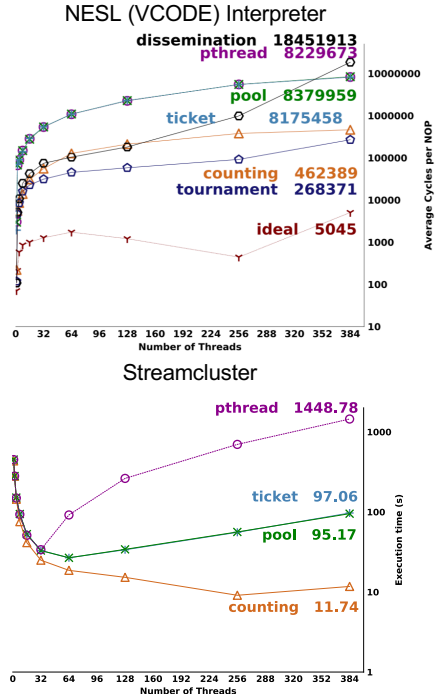 NESL (VCODE) Interpreter
dissemination 18451913
pthread 8229673
10000000
pool 8379959
ticket 8175458
1000000
100000
counting 462389
tournament 268371
10000
ideal 5045
1000
100
10
Average Cycles per NOP
0 32 64 96 128 160 192 224 256 288 320 352 384
Number of Threads
Streamcluster
pthread 1448.78
1000
ticket 97.06
100
pool 95.17
10
counting 11.74
1
Execution time (s)
0 32 64 96 128 160 192 224 256 288 320 352 384
Number of Threads